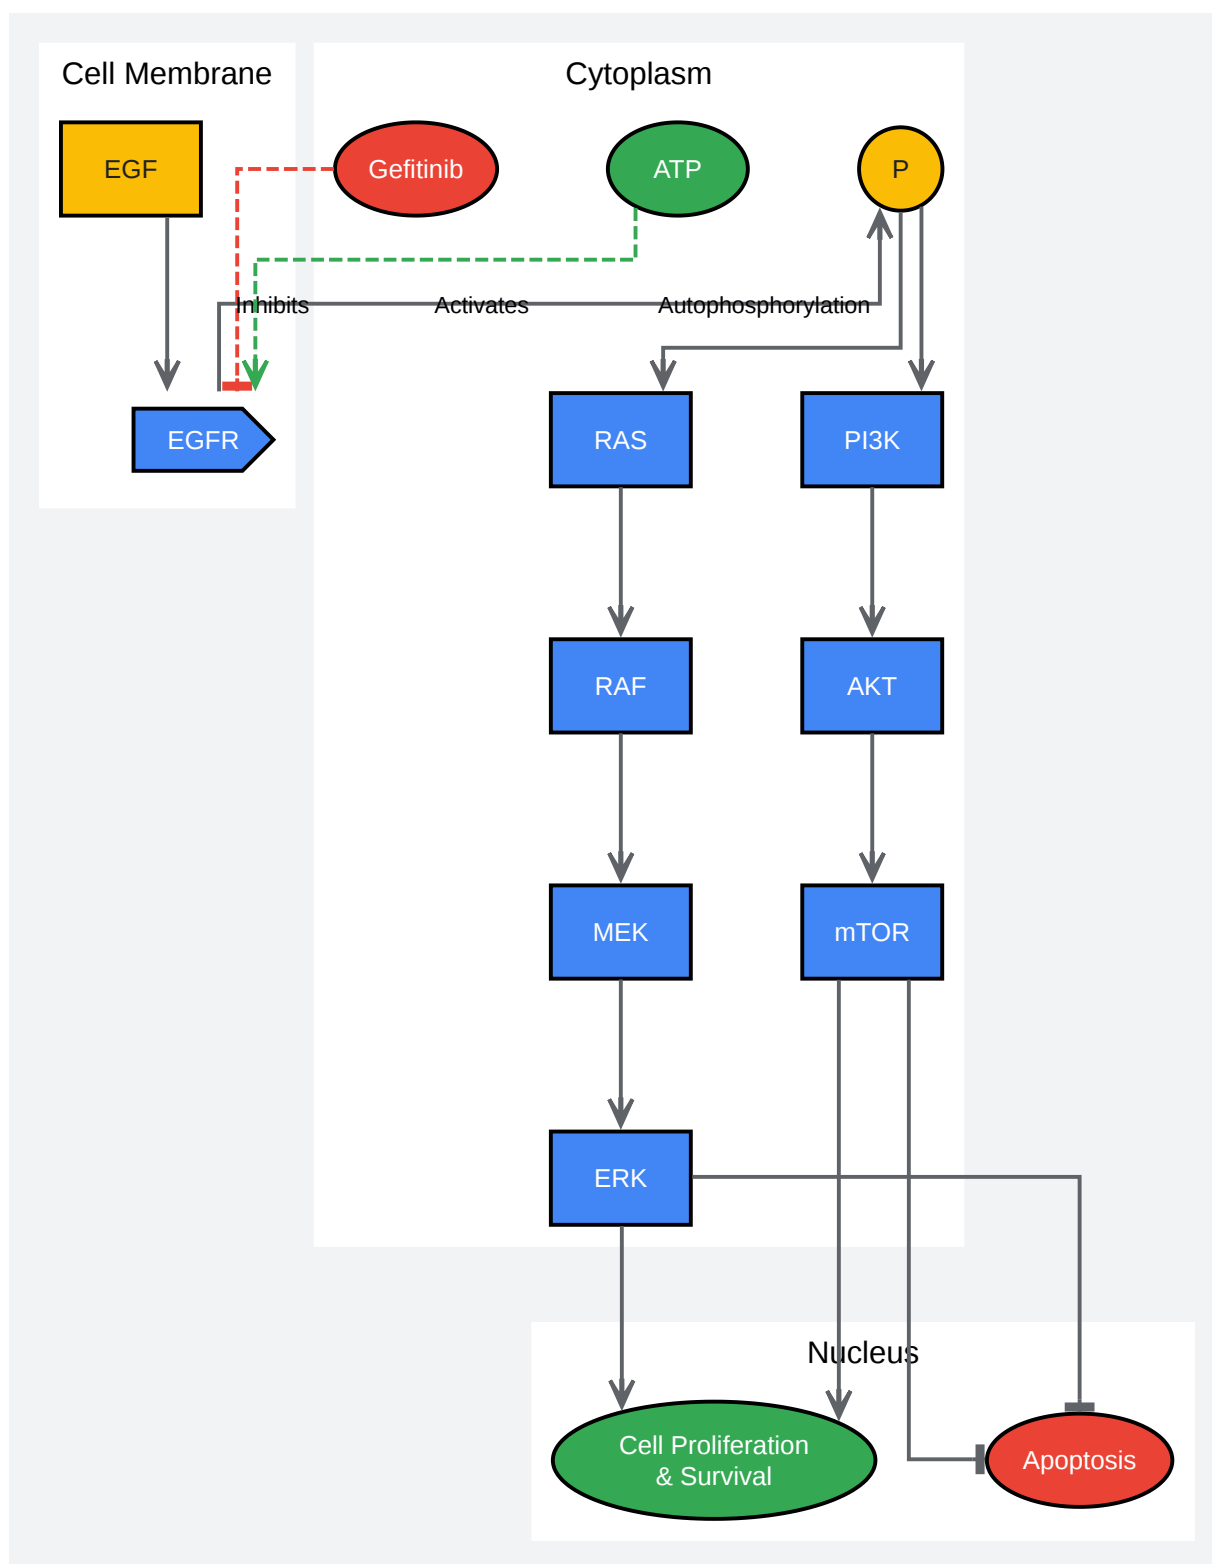 Cell Membrane
Cytoplasm
EGF
Gefitinib
ATP
P
Inhibits
Activates
Autophosphorylation
EGFR
RAS
PI3K
RAF
AKT
MEK
mTOR
ERK
Nucleus
Cell Proliferation
& Survival
Apoptosis